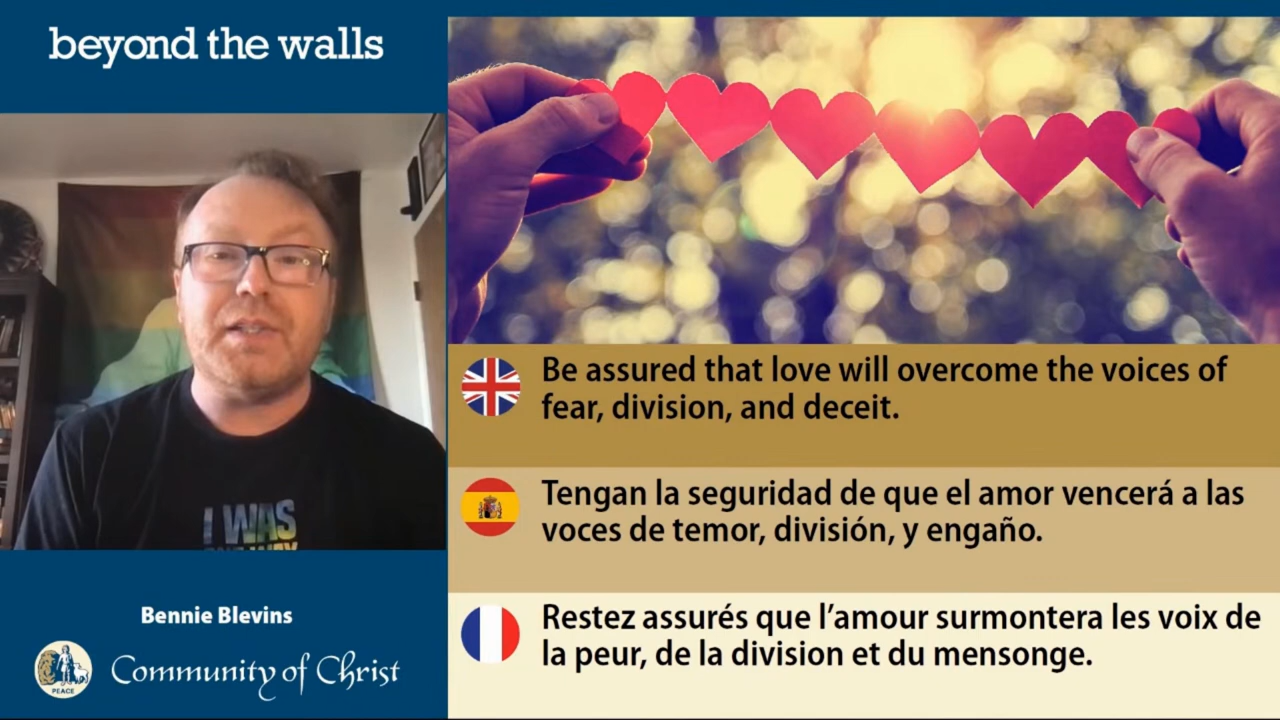 beyond the walls
Be assured that love will overcome the voices of
fear, division, and deceit.
Tengan la seguridad de que el amor vencerá a las
voces de temor, división, y engaño.
Restez assurés que l’amour surmontera les voix de
la peur, de la division et du mensonge.
I WAS
Bennie Blevins
PEACE
Community of Christ